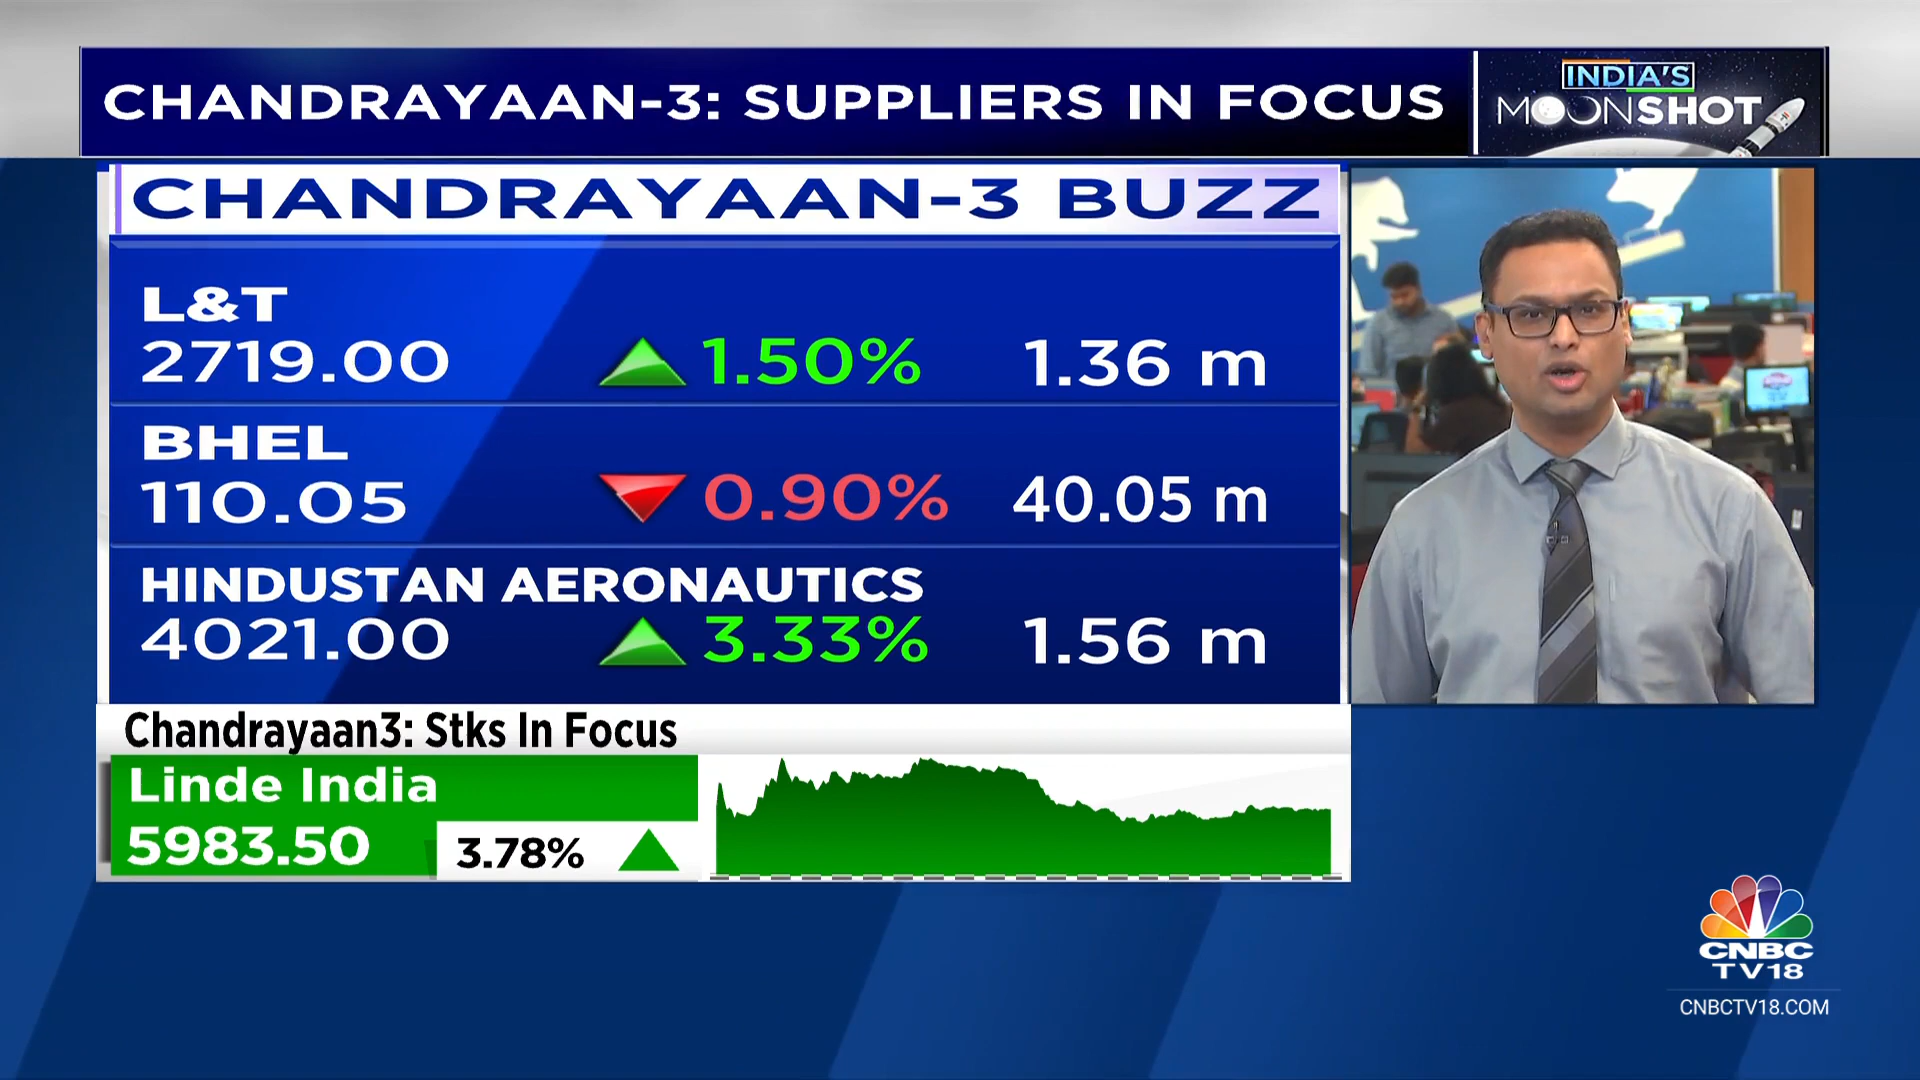 CHANDRAYAAN-3: SUPPLIERS IN FOCUS
INDIA'S
MOONSHOT
CHANDRAYAAN-3 BUZZ
L&T
2719.00 1.50% 1.36 m
BHEL
110.05 0.90% 40.05 m
HINDUSTAN AERONAUTICS
4021.00 3.33% 1.56 m
Chandrayaan3: Stks In Focus
Linde India
5983.50 3.78%
CNBC
TV18
CNBCTV18.COM